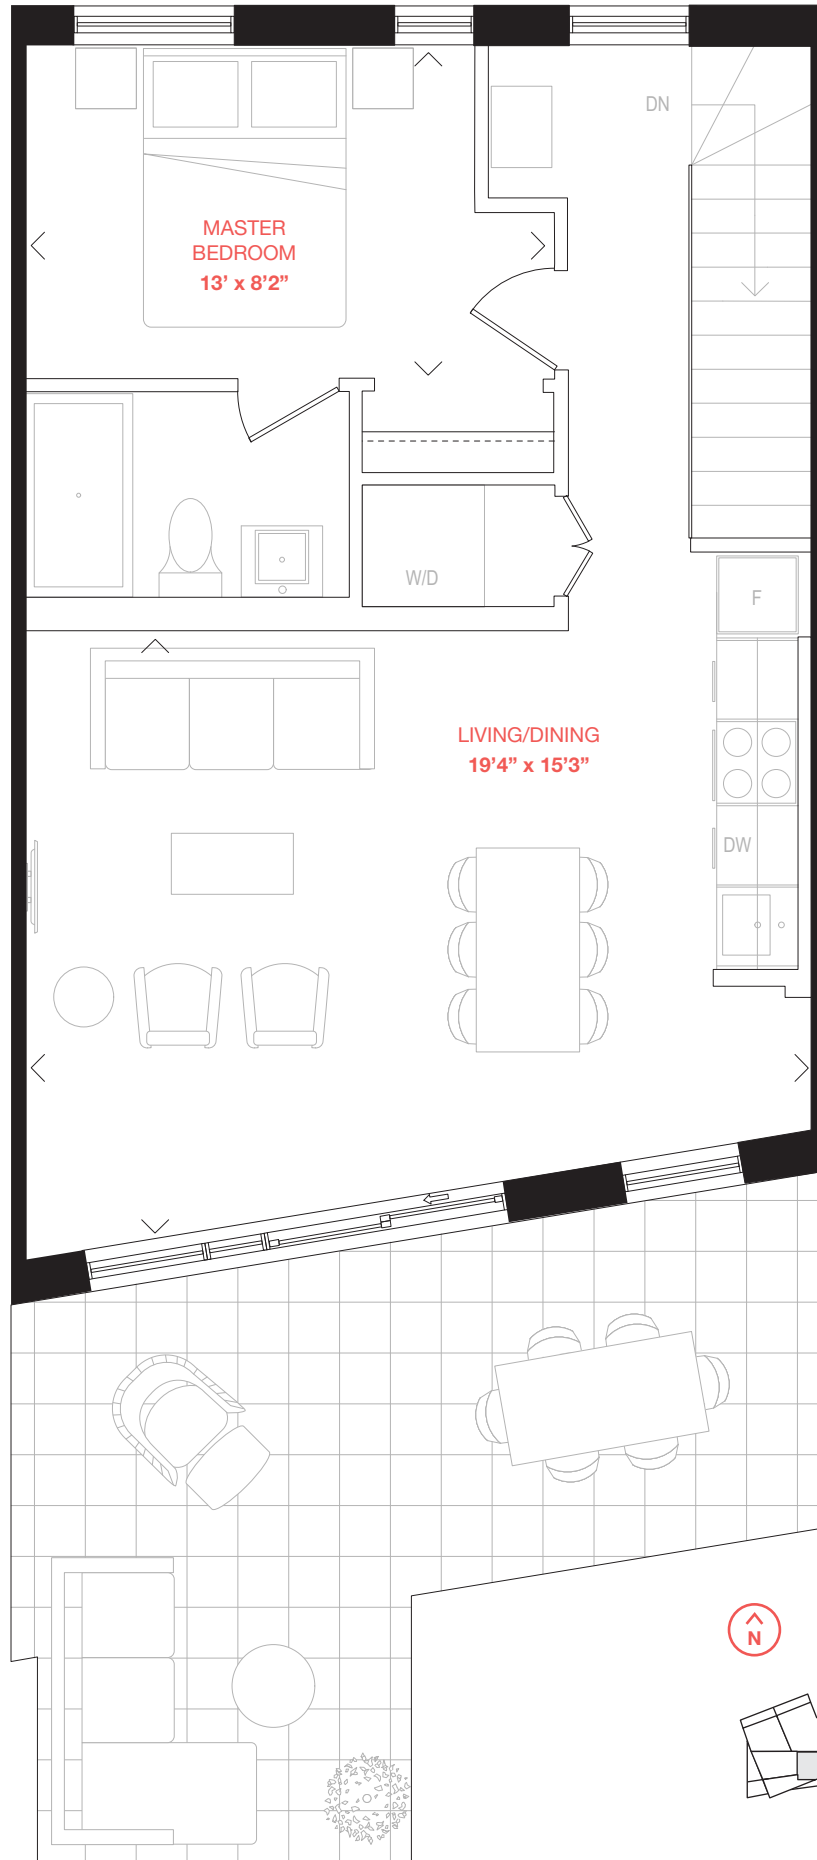 DN
MASTER
BEDROOM
13’ x 8’2”
W/D
F
LIVING/DINING
19’4” x 15’3”
DW
N